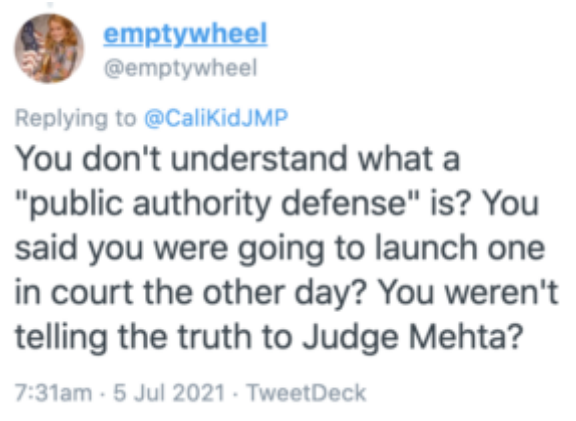 emptywheel
@emptywheel
Replying to @CaliKidJMP
You don't understand what a
"public authority defense" is? You
said you were going to launch one
in court the other day? You weren't
telling the truth to Judge Mehta?
7:31am · 5 Jul 2021 · TweetDeck